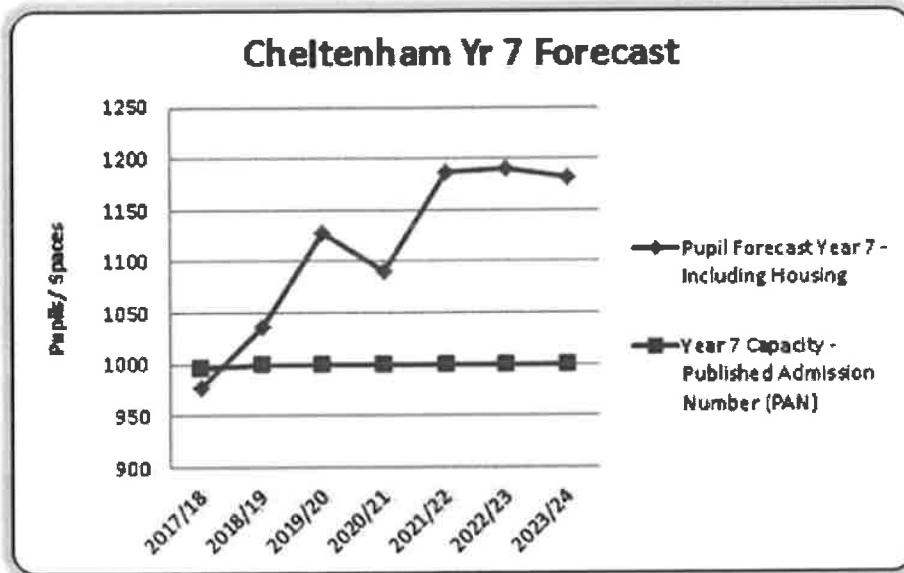 Cheltenham Yr 7 Forecast
1250
1200
1150
1100
1050
1000
950
900
Pupils/ Spaces
2017/18
2018/19
2019/20
2020/21
2021/22
2022/23
2023/24
Pupil Forecast Year 7 -
Including Housing
Year 7 Capacity -
Published Admission
Number (PAN)